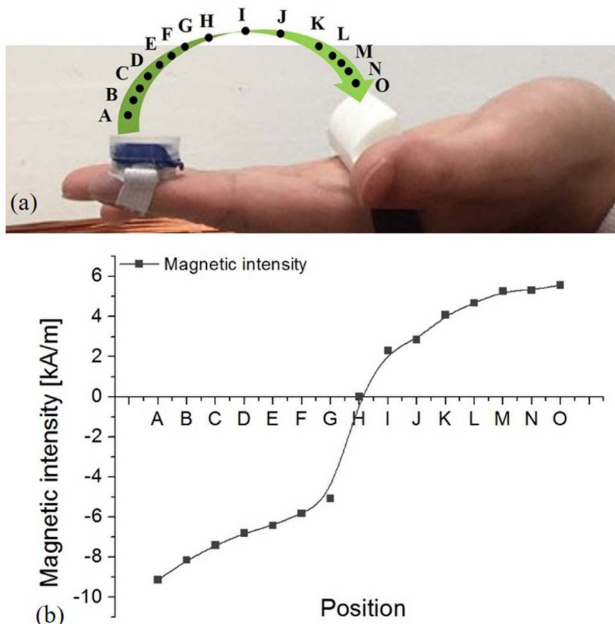 A B C D E F G H I J K L M N O
(a)
Magnetic intensity
Magnetic intensity [kA/m]
6
4
2
0
-2
-4
-6
-8
-10
A B C D E F G H I J K L M N O
Position
(b)